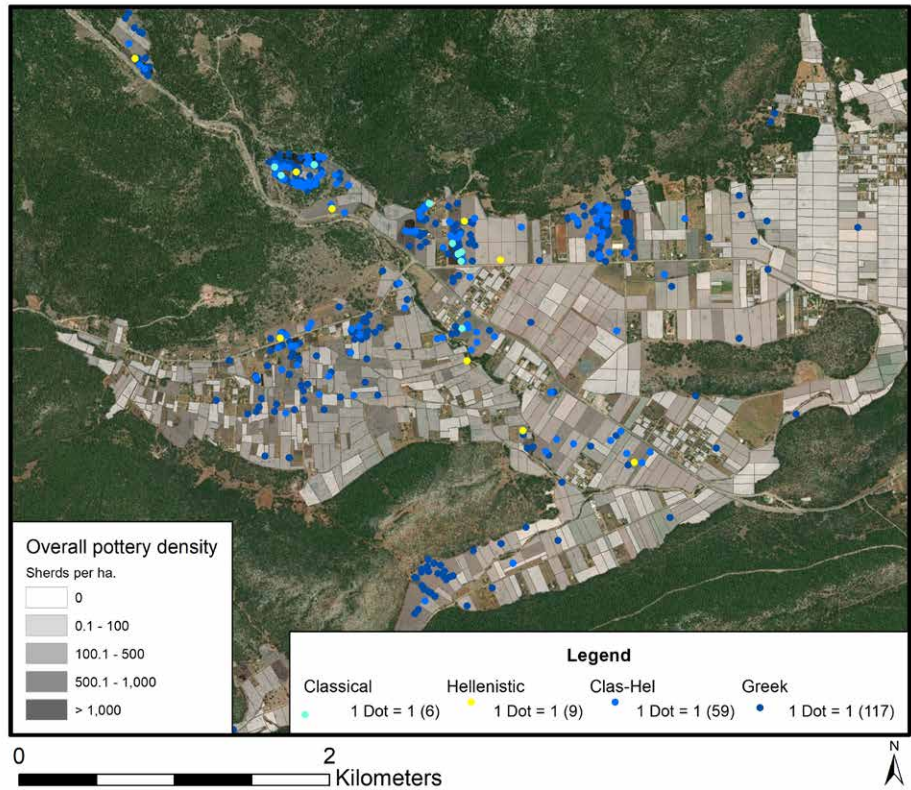 Overall pottery density
Sherds per ha.
0
0.1 - 100
100.1 - 500
500.1 - 1,000
> 1,000
Legend
Classical Hellenistic Clas-Hel Greek
1 Dot = 1 (6) 1 Dot = 1 (9) 1 Dot = 1 (59) 1 Dot = 1 (117)
0 2
Kilometers
N